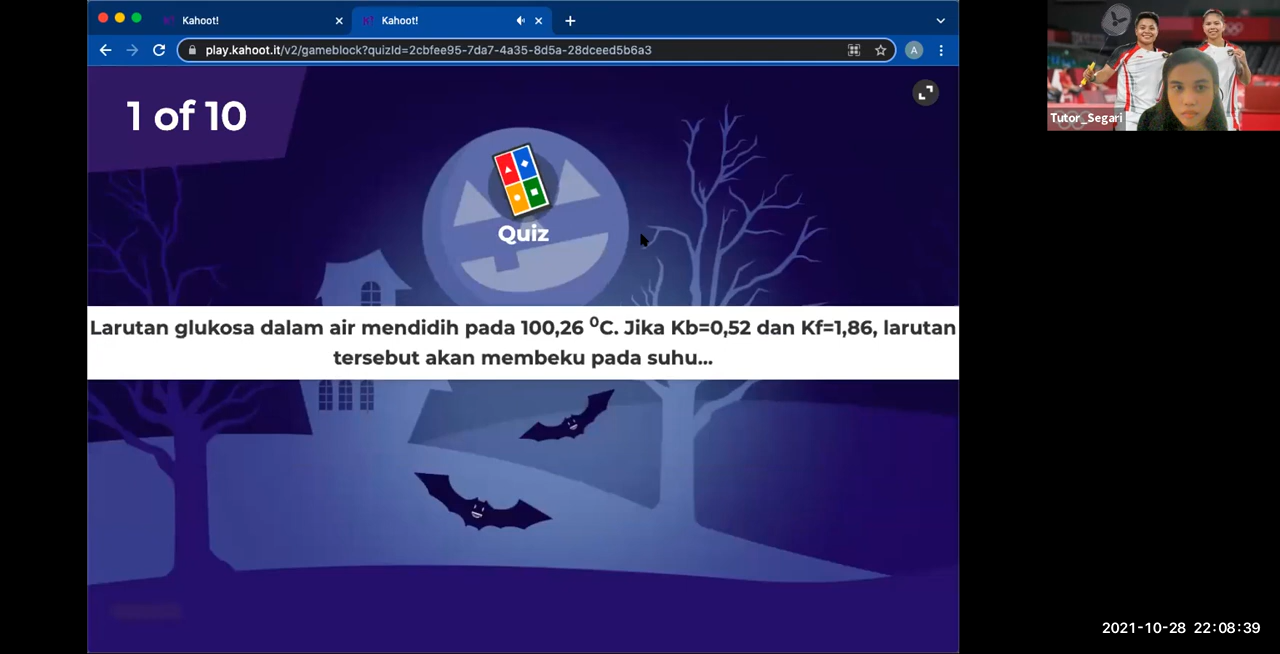 Kahoot!
Kahoot!
play.kahoot.it/v2/gameblock?quizId=2cbfee95-7da7-4a35-8d5a-28dceed5b6a3
A
1 of 10
Quiz
Larutan glukosa dalam air mendidih pada 100,26 ⁰C. Jika Kb=0,52 dan Kf=1,86, larutan
tersebut akan membeku pada suhu...
Tutor_Segari
2021-10-28 22:08:39